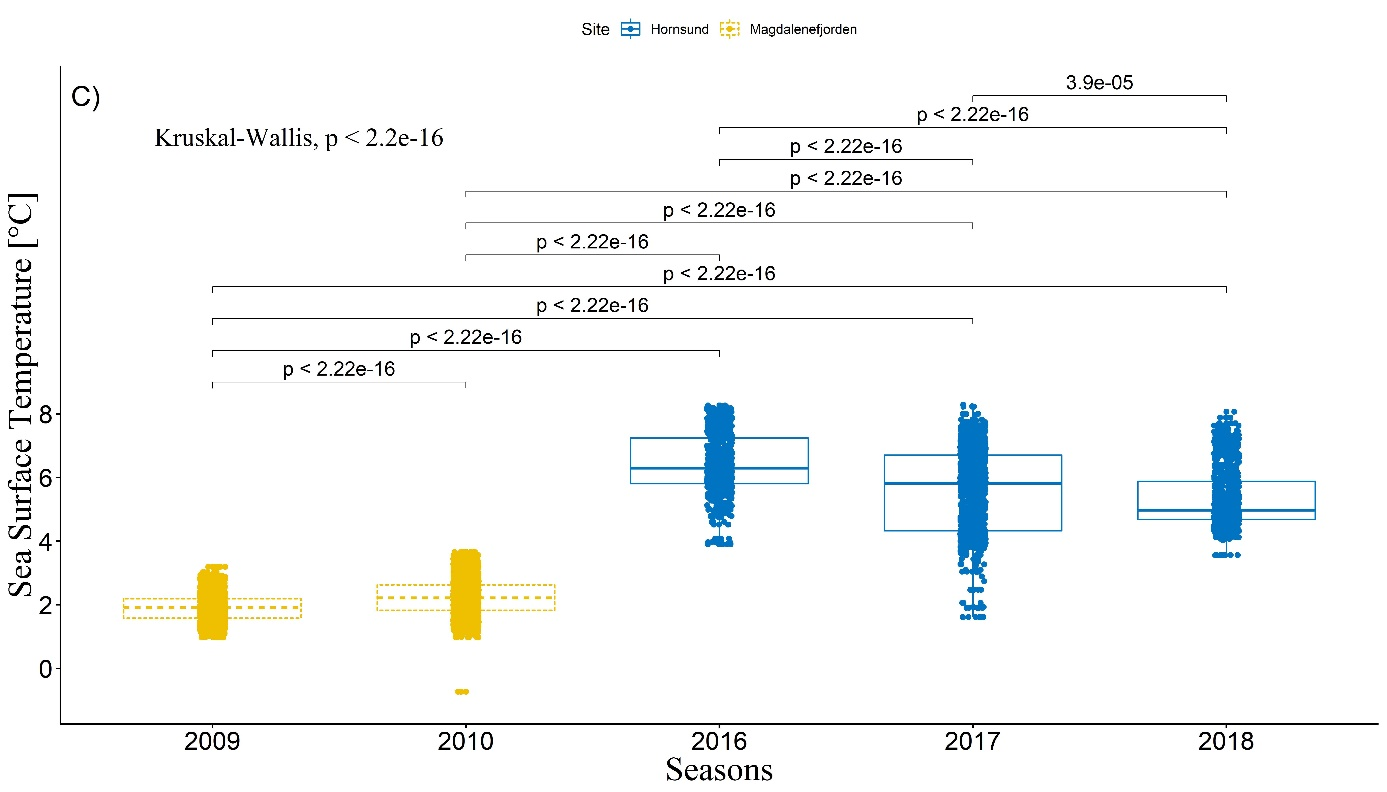 Site Hornsund Magdalenefjorden
C)
Kruskal-Wallis, p < 2.2e-16
3.9e-05
p < 2.22e-16
p < 2.22e-16
p < 2.22e-16
p < 2.22e-16
p < 2.22e-16
p < 2.22e-16
p < 2.22e-16
p < 2.22e-16
p < 2.22e-16
Sea Surface Temperature [°C]
8
6
4
2
0
2009 2010 2016 2017 2018
Seasons